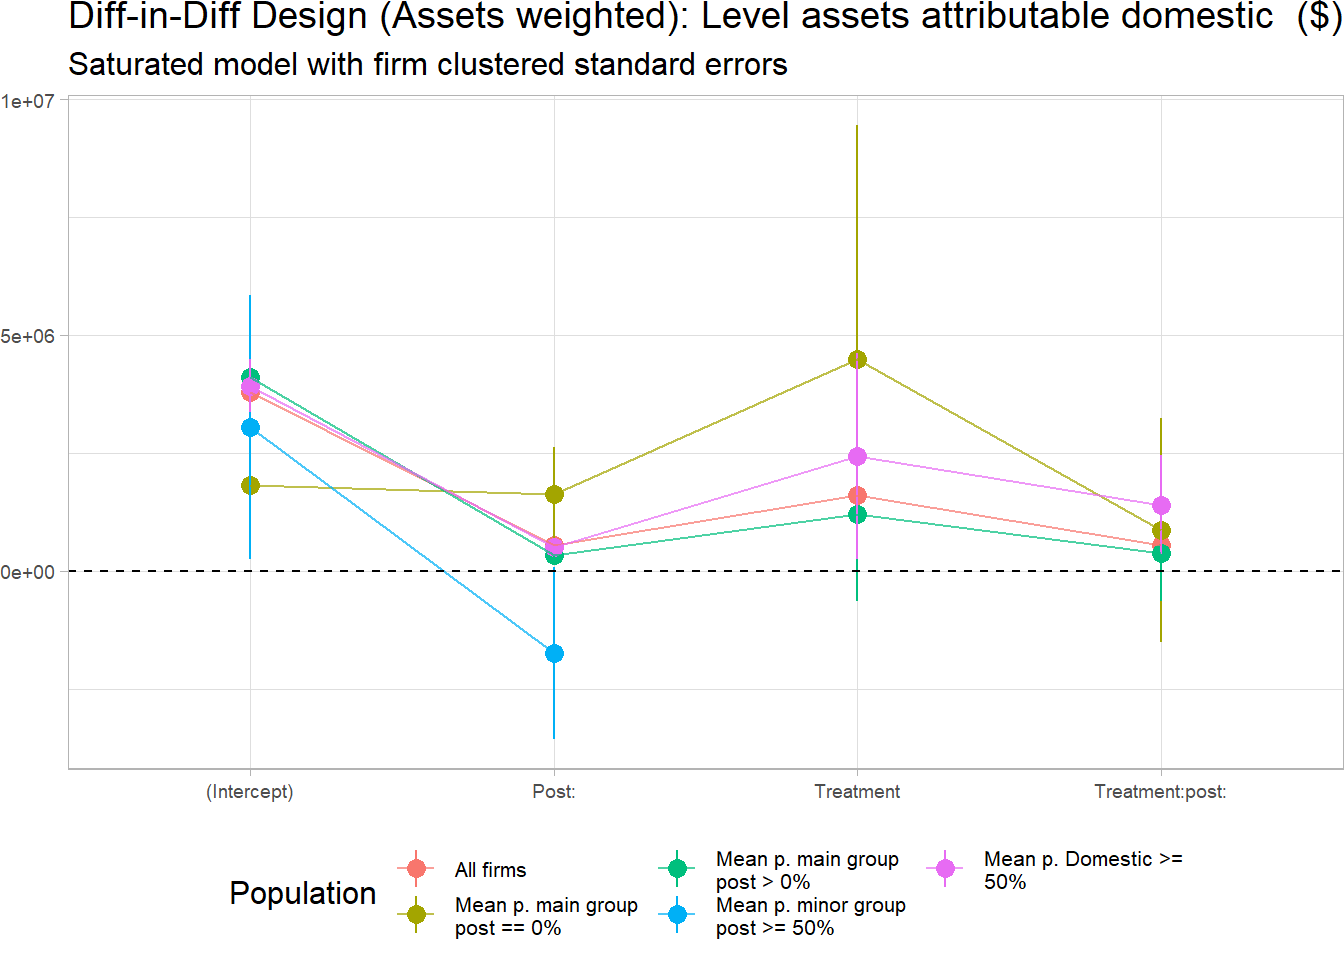 Diff-in-Diff Design (Assets weighted): Level assets attributable domestic  ($)
Saturated model with firm clustered standard errors
1e+07
5e+06
0e+00
(Intercept)
Post:
Treatment
Treatment:post:
Population
All firms
Mean p. main group
post == 0%
Mean p. main group
post > 0%
Mean p. minor group
post >= 50%
Mean p. Domestic >=
50%